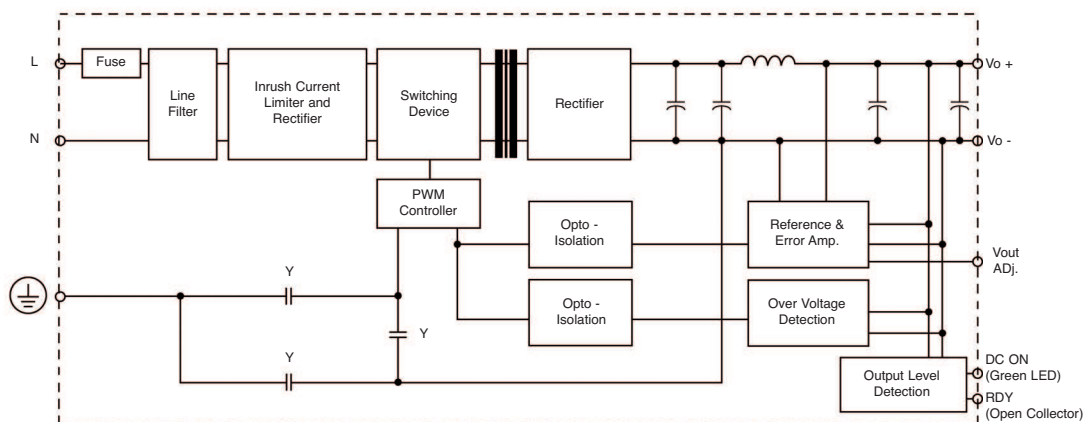 L
Fuse
Line
Filter
Inrush Current
Limiter and
Rectifier
Switching
Device
Rectifier
Vo +
N
Vo -
PWM
Controller
Opto -
Isolation
Reference &
Error Amp.
Vout
ADj.
Y
Opto -
Isolation
Over Voltage
Detection
Y
Y
Output Level
Detection
DC ON
(Green LED)
RDY
(Open Collector)